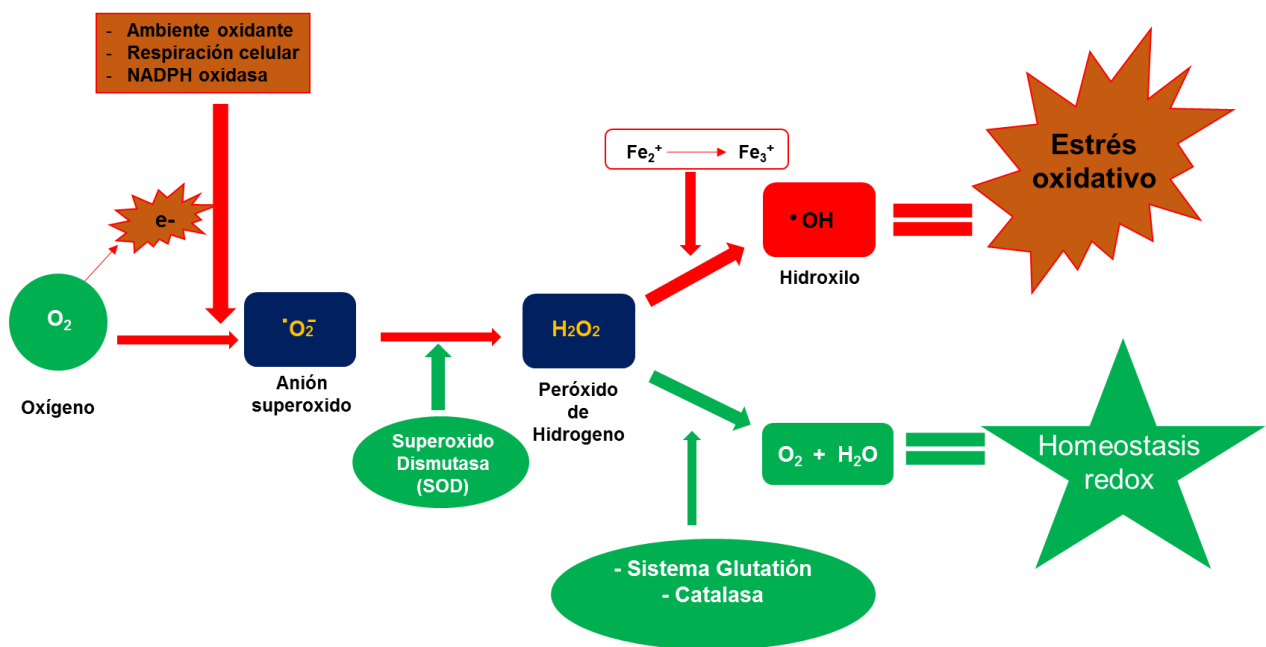 - Ambiente oxidante
- Respiración celular
- NADPH oxidasa
e-
O₂
Oxígeno
·O₂⁻
Anión
superoxido
Superoxido
Dismutasa
(SOD)
H₂O₂
Peróxido
de
Hidrogeno
Fe₂⁺ → Fe₃⁺
• OH
Hidroxilo
Estrés
oxidativo
O₂ + H₂O
Homeostasis
redox
- Sistema Glutatión
- Catalasa